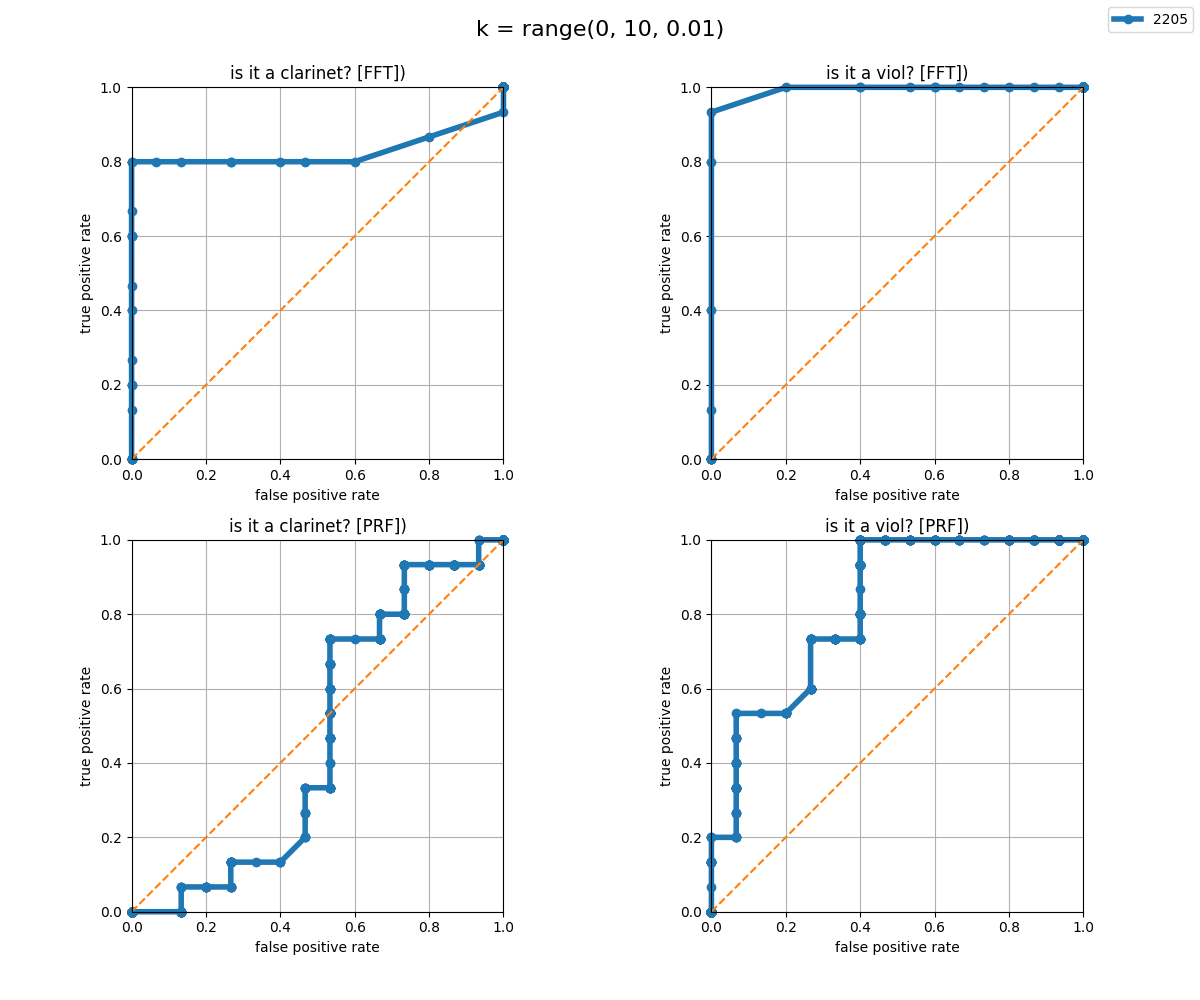 k = range(0, 10, 0.01)
2205
is it a clarinet? [FFT])
1.0
0.8
0.6
0.4
0.2
0.0
true positive rate
0.0 0.2 0.4 0.6 0.8 1.0
false positive rate
is it a viol? [FFT])
1.0
0.8
0.6
0.4
0.2
0.0
true positive rate
0.0 0.2 0.4 0.6 0.8 1.0
false positive rate
is it a clarinet? [PRF])
1.0
0.8
0.6
0.4
0.2
0.0
true positive rate
0.0 0.2 0.4 0.6 0.8 1.0
false positive rate
is it a viol? [PRF])
1.0
0.8
0.6
0.4
0.2
0.0
true positive rate
0.0 0.2 0.4 0.6 0.8 1.0
false positive rate